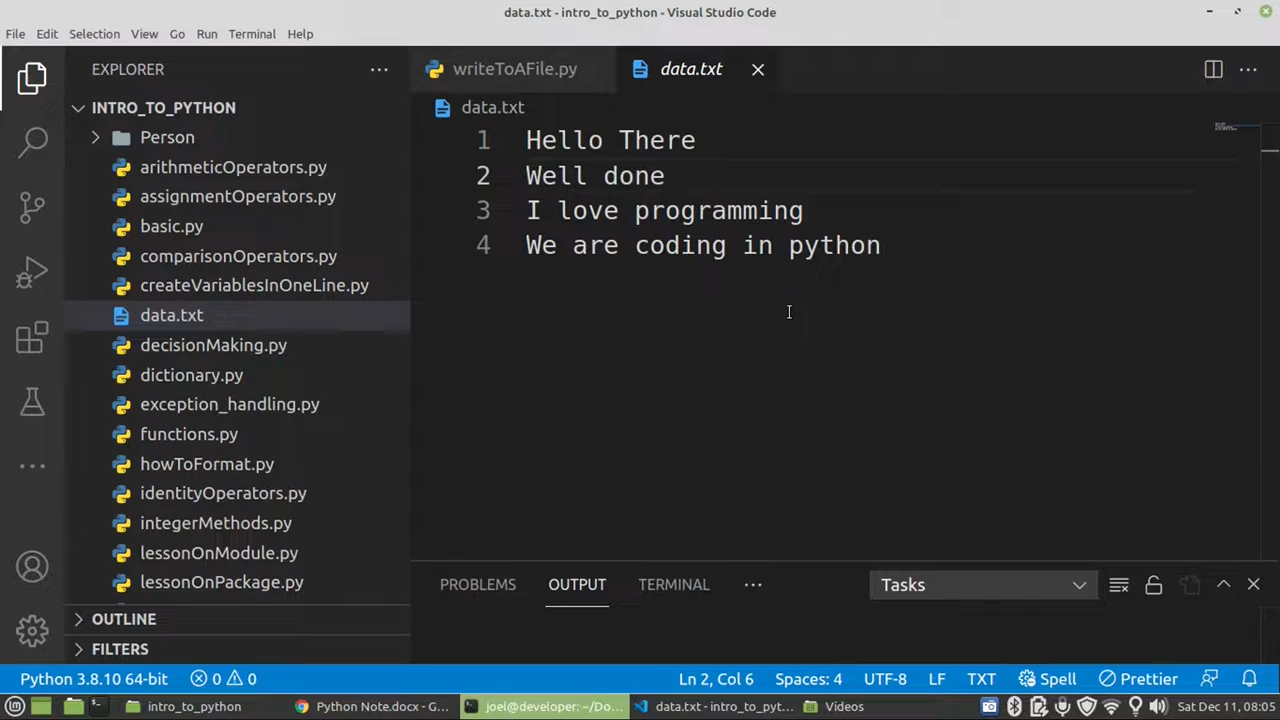 data.txt - intro_to_python - Visual Studio Code
File Edit Selection View Go Run Terminal Help
EXPLORER
writeToAFile.py
data.txt
INTRO_TO_PYTHON
data.txt
Person
arithmeticOperators.py
assignmentOperators.py
basic.py
comparisonOperators.py
createVariablesInOneLine.py
data.txt
decisionMaking.py
dictionary.py
exception_handling.py
functions.py
howToFormat.py
identityOperators.py
integerMethods.py
lessonOnModule.py
lessonOnPackage.py
OUTLINE
FILTERS
1 Hello There
2 Well done
3 I love programming
4 We are coding in python
PROBLEMS OUTPUT TERMINAL Tasks
Python 3.8.10 64-bit 0 0 Ln 2, Col 6 Spaces: 4 UTF-8 LF TXT Spell Prettier
intro_to_python Python Note.docx - G... joel@developer: ~/Do... data.txt - intro_to_pyt... Videos Sat Dec 11, 08:05